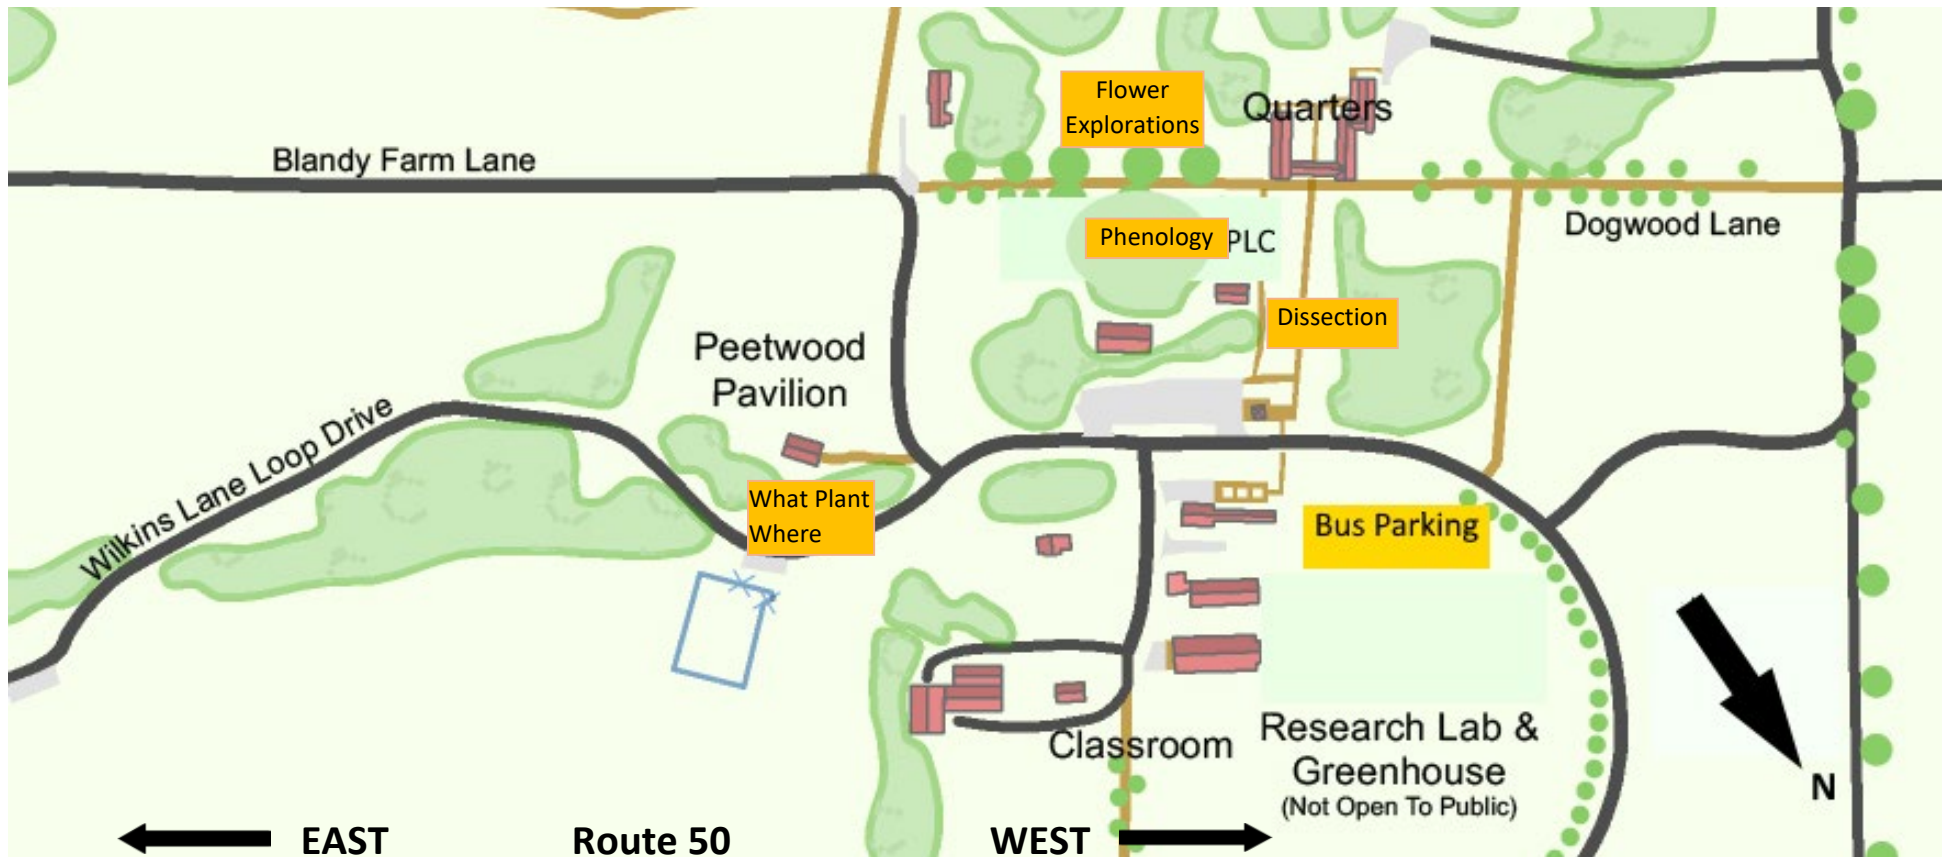 Flower
Explorations
Quarters
Blandy Farm Lane
Dogwood Lane
Phenology
PLC
Dissection
Peetwood
Pavilion
Wilkins Lane Loop Drive
What Plant
Where
Bus Parking
Classroom
Research Lab &
Greenhouse
(Not Open To Public)
N
EAST
Route 50
WEST